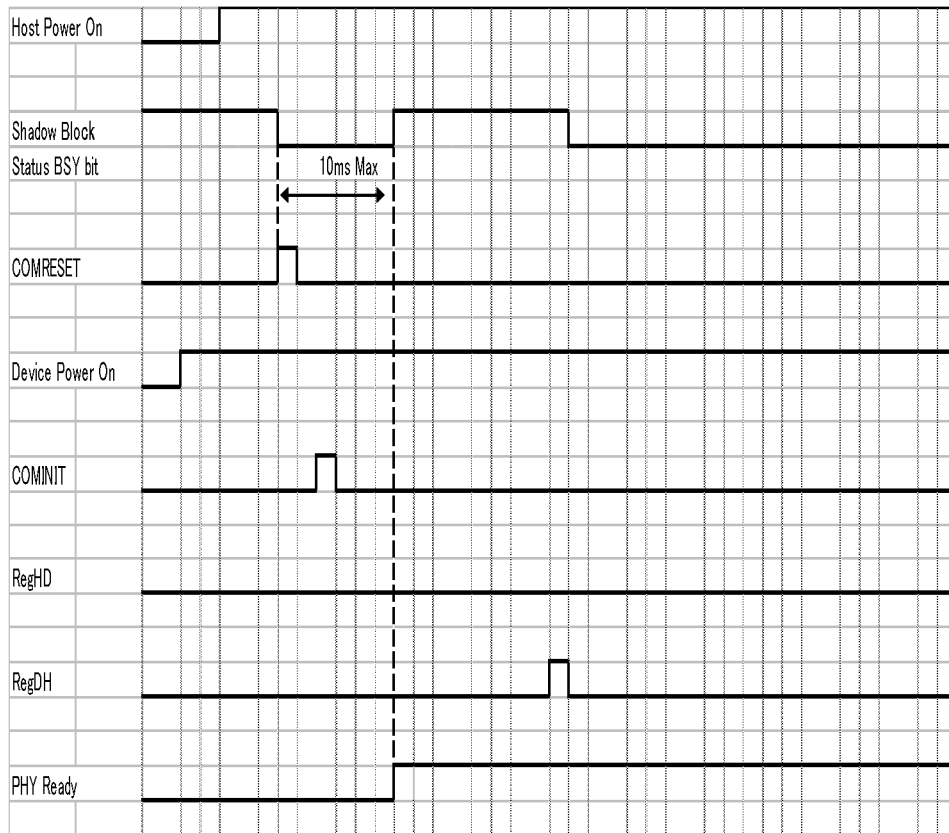 Host Power On
Shadow Block
Status BSY bit
10ms Max
COMRESET
Device Power On
COMINIT
RegHD
RegDH
PHY Ready